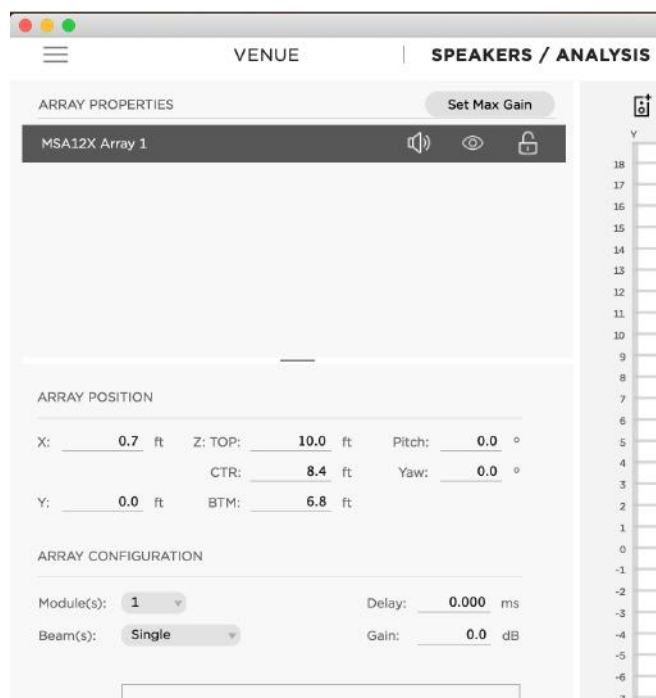 VENUE | SPEAKERS / ANALYSIS
ARRAY PROPERTIES Set Max Gain
MSA12X Array 1
Y
18
17
16
15
14
13
12
11
10
9
8
7
6
5
4
3
2
1
0
-1
-2
-3
-4
-5
-6
ARRAY POSITION
X: 0.7 ft Z: TOP: 10.0 ft Pitch: 0.0 °
CTR: 8.4 ft Yaw: 0.0 °
Y: 0.0 ft BTM: 6.8 ft
ARRAY CONFIGURATION
Module(s): 1 Delay: 0.000 ms
Beam(s): Single Gain: 0.0 dB